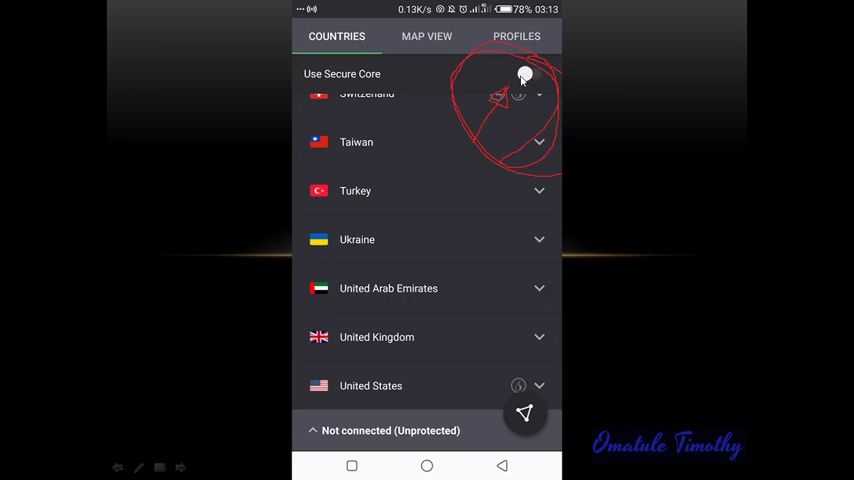 0.13K/s 78% 03:13
COUNTRIES MAP VIEW PROFILES
Use Secure Core
Switzerland
Taiwan
Turkey
Ukraine
United Arab Emirates
United Kingdom
United States
Not connected (Unprotected)
Omatule Timothy